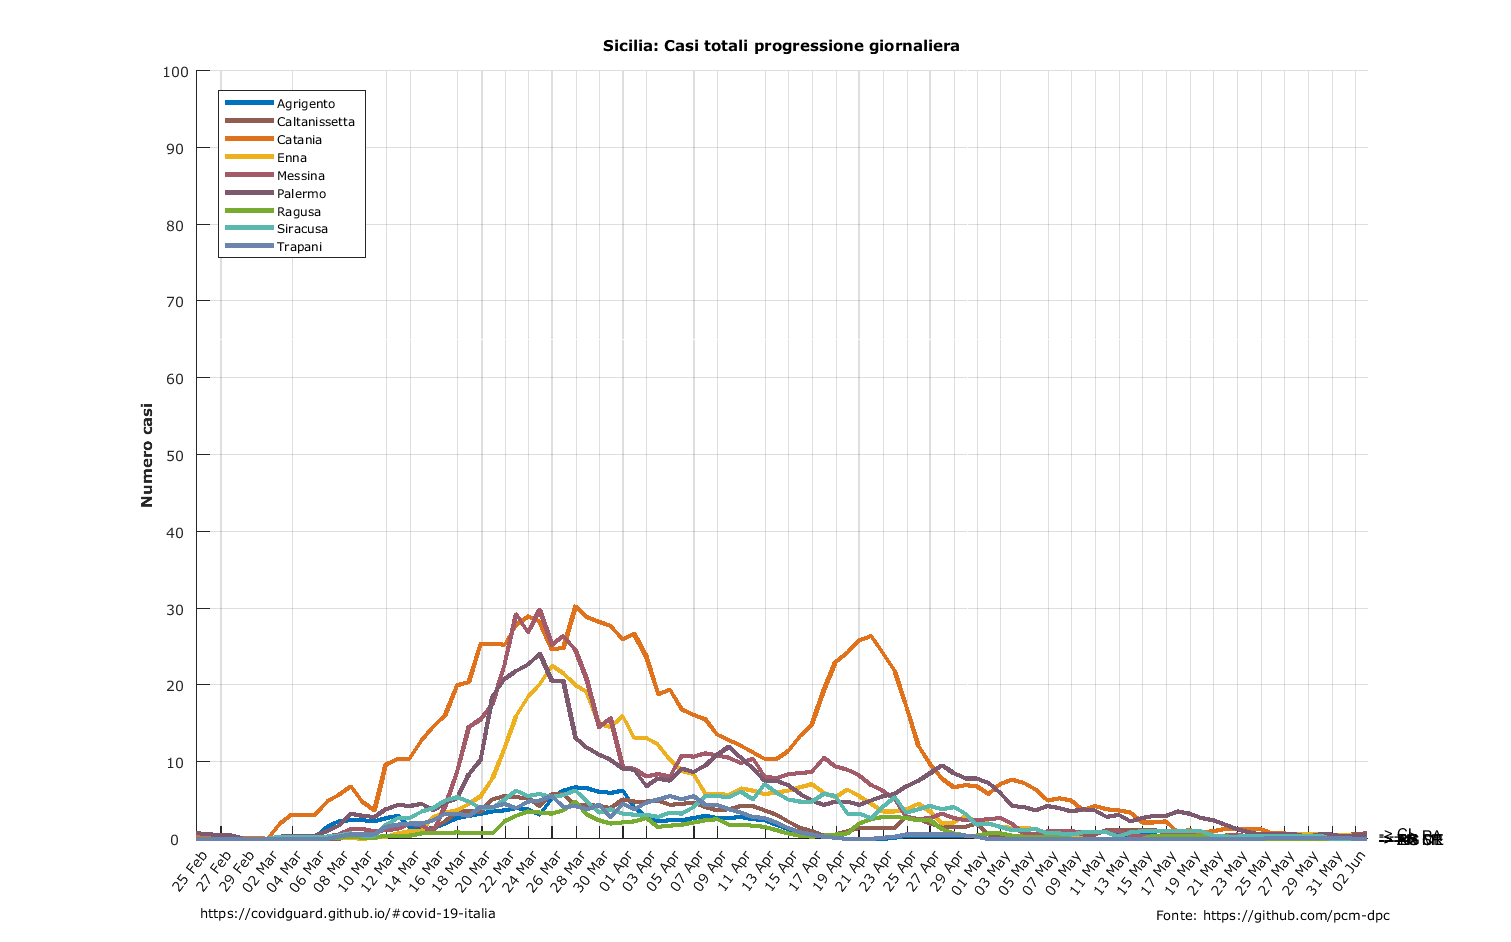 Sicilia: Casi totali progressione giornaliera
100
90
80
70
60
50
40
30
20
10
0
Numero casi
Agrigento
Caltanissetta
Catania
Enna
Messina
Palermo
Ragusa
Siracusa
Trapani
25 Feb
27 Feb
29 Feb
02 Mar
04 Mar
06 Mar
08 Mar
10 Mar
12 Mar
14 Mar
16 Mar
18 Mar
20 Mar
22 Mar
24 Mar
26 Mar
28 Mar
30 Mar
01 Apr
03 Apr
05 Apr
07 Apr
09 Apr
11 Apr
13 Apr
15 Apr
17 Apr
19 Apr
21 Apr
23 Apr
25 Apr
27 Apr
29 Apr
01 May
03 May
05 May
07 May
09 May
11 May
13 May
15 May
17 May
19 May
21 May
23 May
25 May
27 May
29 May
31 May
02 Jun
https://covidguard.github.io/#covid-19-italia
Fonte: https://github.com/pcm-dpc